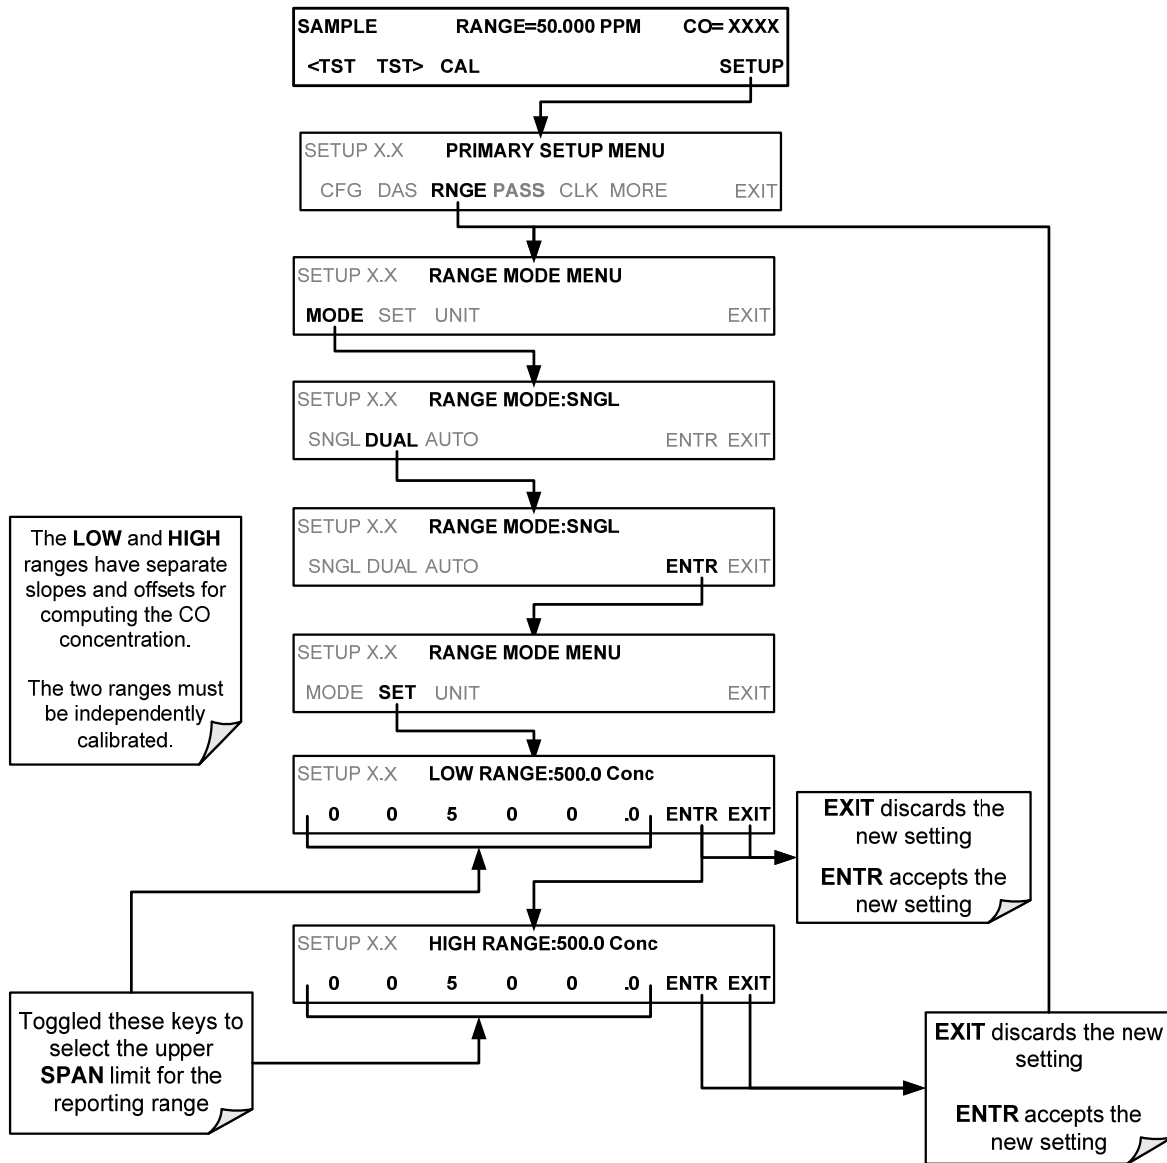 SAMPLE RANGE=50.000 PPM CO= XXXX
<TST TST> CAL SETUP
SETUP X.X PRIMARY SETUP MENU
CFG DAS RNGE PASS CLK MORE EXIT
SETUP X.X RANGE MODE MENU
MODE SET UNIT EXIT
SETUP X.X RANGE MODE:SNGL
SNGL DUAL AUTO ENTR EXIT
SETUP X.X RANGE MODE:SNGL
SNGL DUAL AUTO ENTR EXIT
The LOW and HIGH
ranges have separate
slopes and offsets for
computing the CO
concentration.
The two ranges must
be independently
calibrated.
SETUP X.X RANGE MODE MENU
MODE SET UNIT EXIT
SETUP X.X LOW RANGE:500.0 Conc
0 0 5 0 0 .0 ENTR EXIT
EXIT discards the
new setting
ENTR accepts the
new setting
SETUP X.X HIGH RANGE:500.0 Conc
0 0 5 0 0 .0 ENTR EXIT
Toggled these keys to
select the upper
SPAN limit for the
reporting range
EXIT discards the new
setting
ENTR accepts the
new setting